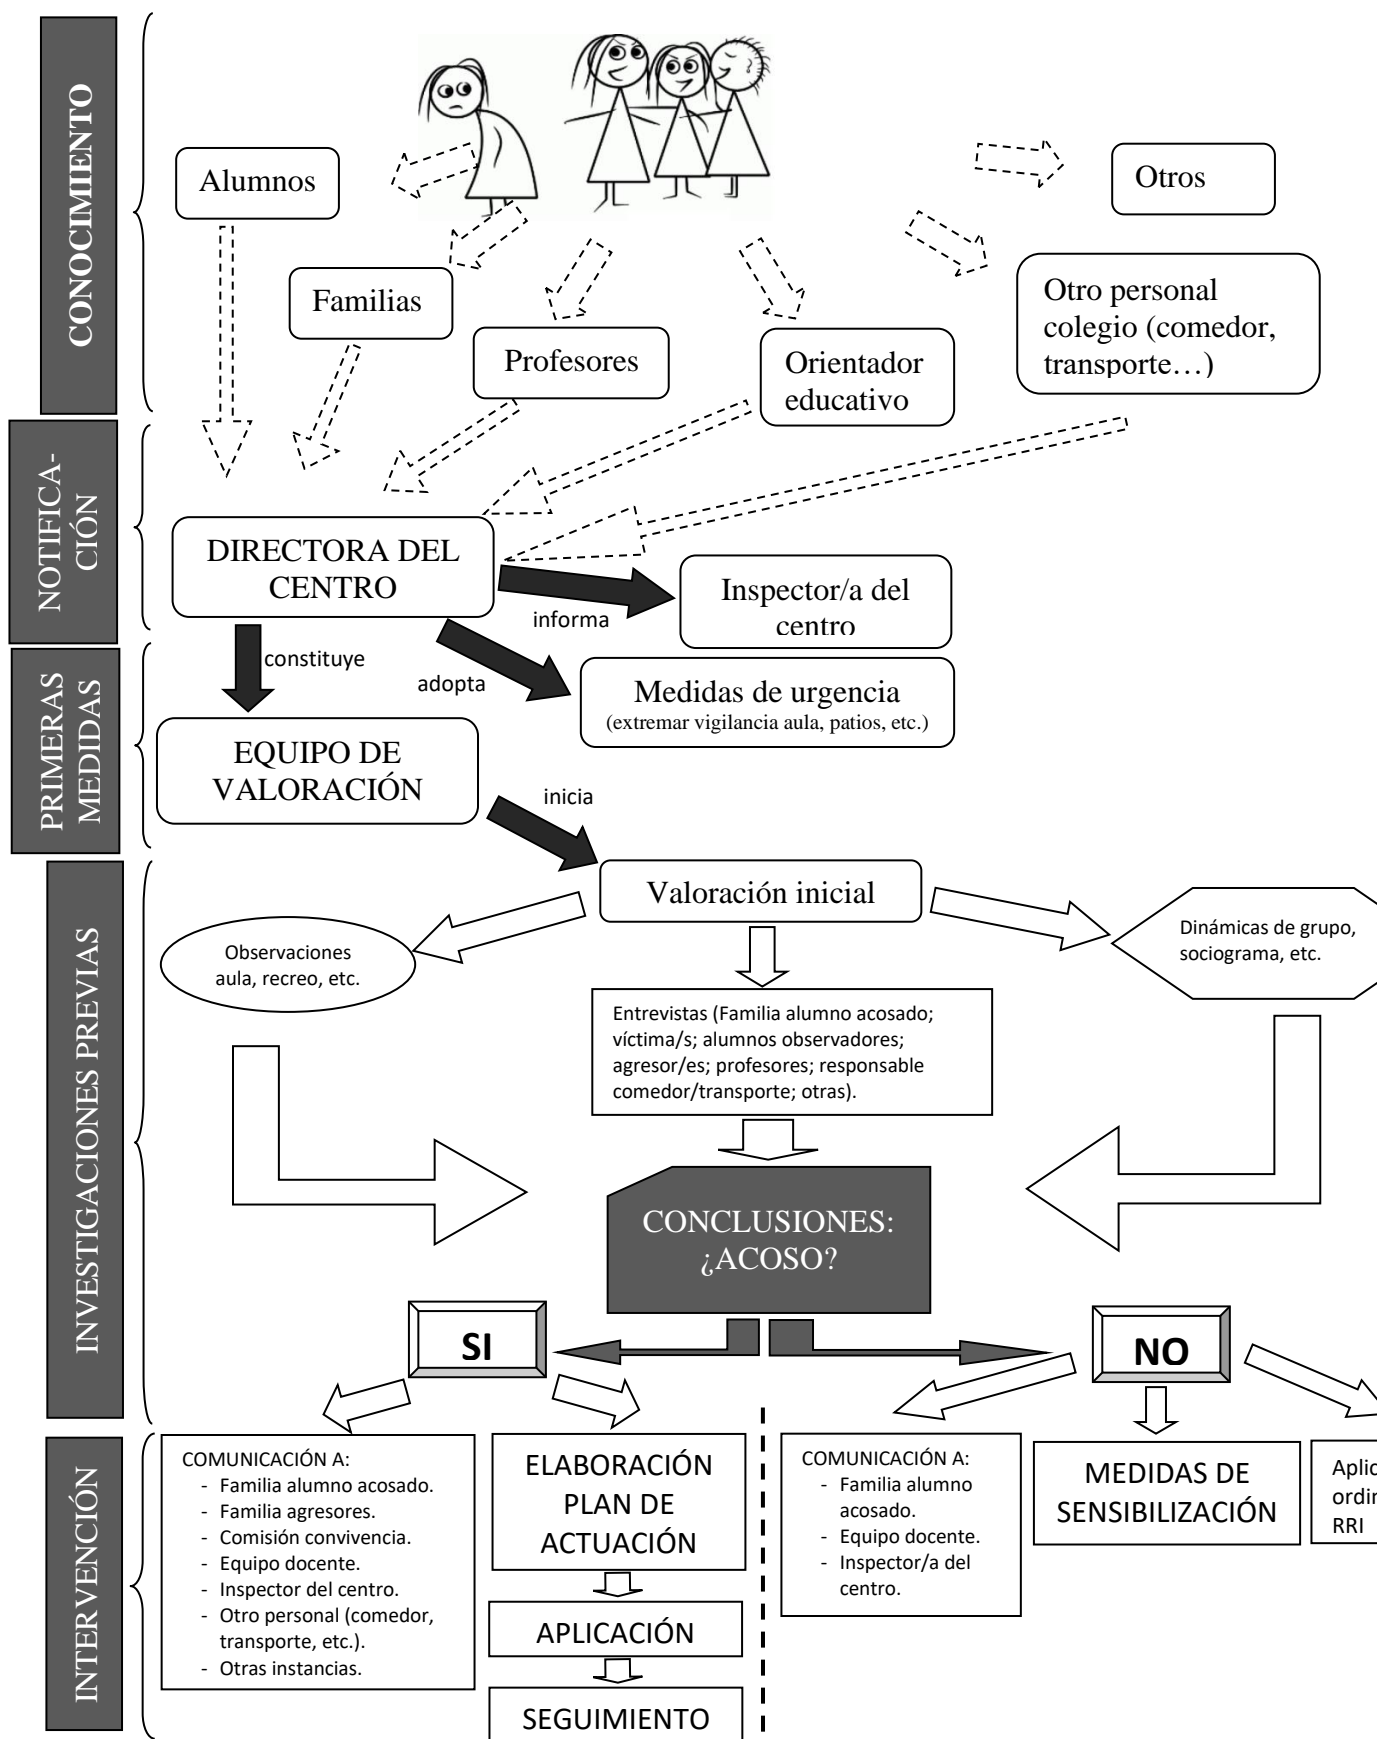 CONOCIMIENTO
Alumnos
Otros
Familias
Otro personal
colegio (comedor,
transporte…)
Profesores
Orientador
educativo
NOTIFICA-
CIÓN
DIRECTORA DEL
CENTRO
informa
Inspector/a del
centro
PRIMERAS
MEDIDAS
constituye
adopta
Medidas de urgencia
(extremar vigilancia aula, patios, etc.)
EQUIPO DE
VALORACIÓN
inicia
INVESTIGACIONES PREVIAS
Valoración inicial
Observaciones
aula, recreo, etc.
Dinámicas de grupo,
sociograma, etc.
Entrevistas (Familia alumno acosado;
víctima/s; alumnos observadores;
agresor/es; profesores; responsable
comedor/transporte; otras).
CONCLUSIONES:
¿ACOSO?
SI
NO
INTERVENCIÓN
COMUNICACIÓN A:
- Familia alumno acosado.
- Familia agresores.
- Comisión convivencia.
- Equipo docente.
- Inspector del centro.
- Otro personal (comedor,
transporte, etc.).
- Otras instancias.
ELABORACIÓN
PLAN DE
ACTUACIÓN
APLICACIÓN
SEGUIMIENTO
COMUNICACIÓN A:
- Familia alumno
acosado.
- Equipo docente.
- Inspector/a del
centro.
MEDIDAS DE
SENSIBILIZACIÓN
Aplic
ordin
RRI